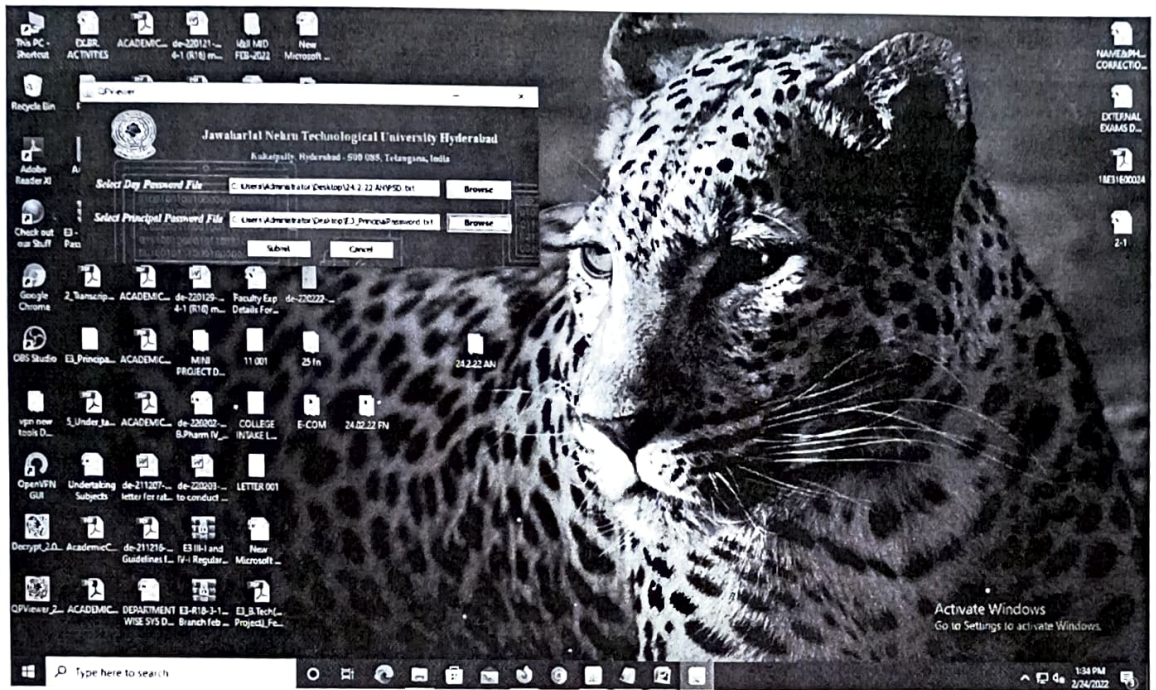 This PC -
Shortcut
EX.BR.
ACTIVITIES
ACADEMIC...
de-220121-...
4-1 (R16) m...
I&II MID
FEB-2022
New
Microsoft ...
NAME&PH...
CORRECTIO...
Recycle Bin
QPViewer
Jawaharlal Nehru Technological University Hyderabad
Kukatpally, Hyderabad - 500 085, Telangana, India
Select Day Password File
C:\Users\Administrator\Desktop\24.2.22 AN\PSD.txt
Browse
Select Principal Password File
C:\Users\Administrator\Desktop\E3_PrincipalPassword.txt
Browse
Submit
Cancel
EXTERNAL
EXAMS D...
Adobe
Reader XI
18E31E00024
Check out
our Stuff
E3 -
Pass
2-1
Google
Chrome
2_Transcrip...
ACADEMIC...
de-220129-...
4-1 (R16) m...
Faculty Exp
Details For...
de-220222-...
OBS Studio
E3_Principa...
ACADEMIC...
MINI
PROJECT D...
11 001
25 fn
24.2.22 AN
vpn new
tools D...
5_Under_ta...
ACADEMIC...
de-220202-...
B.Pharm IV_...
COLLEGE
INTAKE L...
E-COM
24.02.22 FN
OpenVPN
GUI
Undertaking
Subjects
de-211207-...
letter for rat...
de-220203-...
to conduct ...
LETTER 001
Decrypt_2.0...
AcademicC...
de-211216-...
Guidelines f...
E3 III-I and
IV-I Regular...
New
Microsoft ...
QPViewer_2...
ACADEMIC...
DEPARTMENT
WISE SYS D...
E3-R18-3-1...
Branch feb ...
E3_B.Tech(...
Project)_Fe...
Activate Windows
Go to Settings to activate Windows.
Type here to search
1:34 PM
2/24/2022